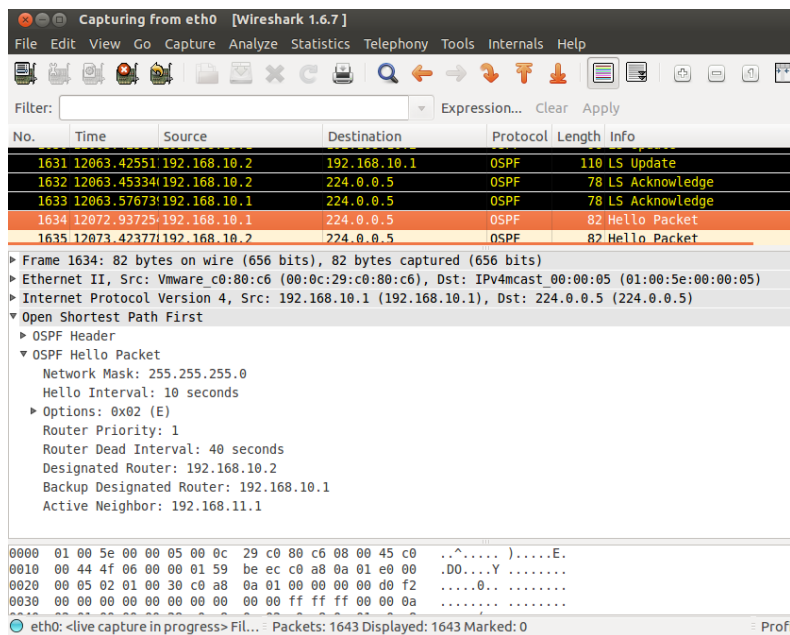 Capturing from eth0 [Wireshark 1.6.7 ]
File Edit View Go Capture Analyze Statistics Telephony Tools Internals Help
Filter: Expression... Clear Apply
No. Time Source Destination Protocol Length Info
1631 12063.42551 192.168.10.2 192.168.10.1 OSPF 110 LS Update
1632 12063.45334 192.168.10.2 224.0.0.5 OSPF 78 LS Acknowledge
1633 12063.57673 192.168.10.1 224.0.0.5 OSPF 78 LS Acknowledge
1634 12072.93725 192.168.10.1 224.0.0.5 OSPF 82 Hello Packet
1635 12073.42377 192.168.10.2 224.0.0.5 OSPF 82 Hello Packet
Frame 1634: 82 bytes on wire (656 bits), 82 bytes captured (656 bits)
Ethernet II, Src: Vmware_c0:80:c6 (00:0c:29:c0:80:c6), Dst: IPv4mcast_00:00:05 (01:00:5e:00:00:05)
Internet Protocol Version 4, Src: 192.168.10.1 (192.168.10.1), Dst: 224.0.0.5 (224.0.0.5)
Open Shortest Path First
OSPF Header
OSPF Hello Packet
Network Mask: 255.255.255.0
Hello Interval: 10 seconds
Options: 0x02 (E)
Router Priority: 1
Router Dead Interval: 40 seconds
Designated Router: 192.168.10.2
Backup Designated Router: 192.168.10.1
Active Neighbor: 192.168.11.1
0000 01 00 5e 00 00 05 00 0c 29 c0 80 c6 08 00 45 c0 ..^..... ).....E.
0010 00 44 4f 06 00 00 01 59 be ec c0 a8 0a 01 e0 00 .DO....Y ........
0020 00 05 02 01 00 30 c0 a8 0a 01 00 00 00 00 d0 f2 .....0.. ........
0030 00 00 00 00 00 00 00 00 00 00 ff ff ff 00 00 0a ........ ........
eth0: <live capture in progress> Fil... Packets: 1643 Displayed: 1643 Marked: 0 Prof